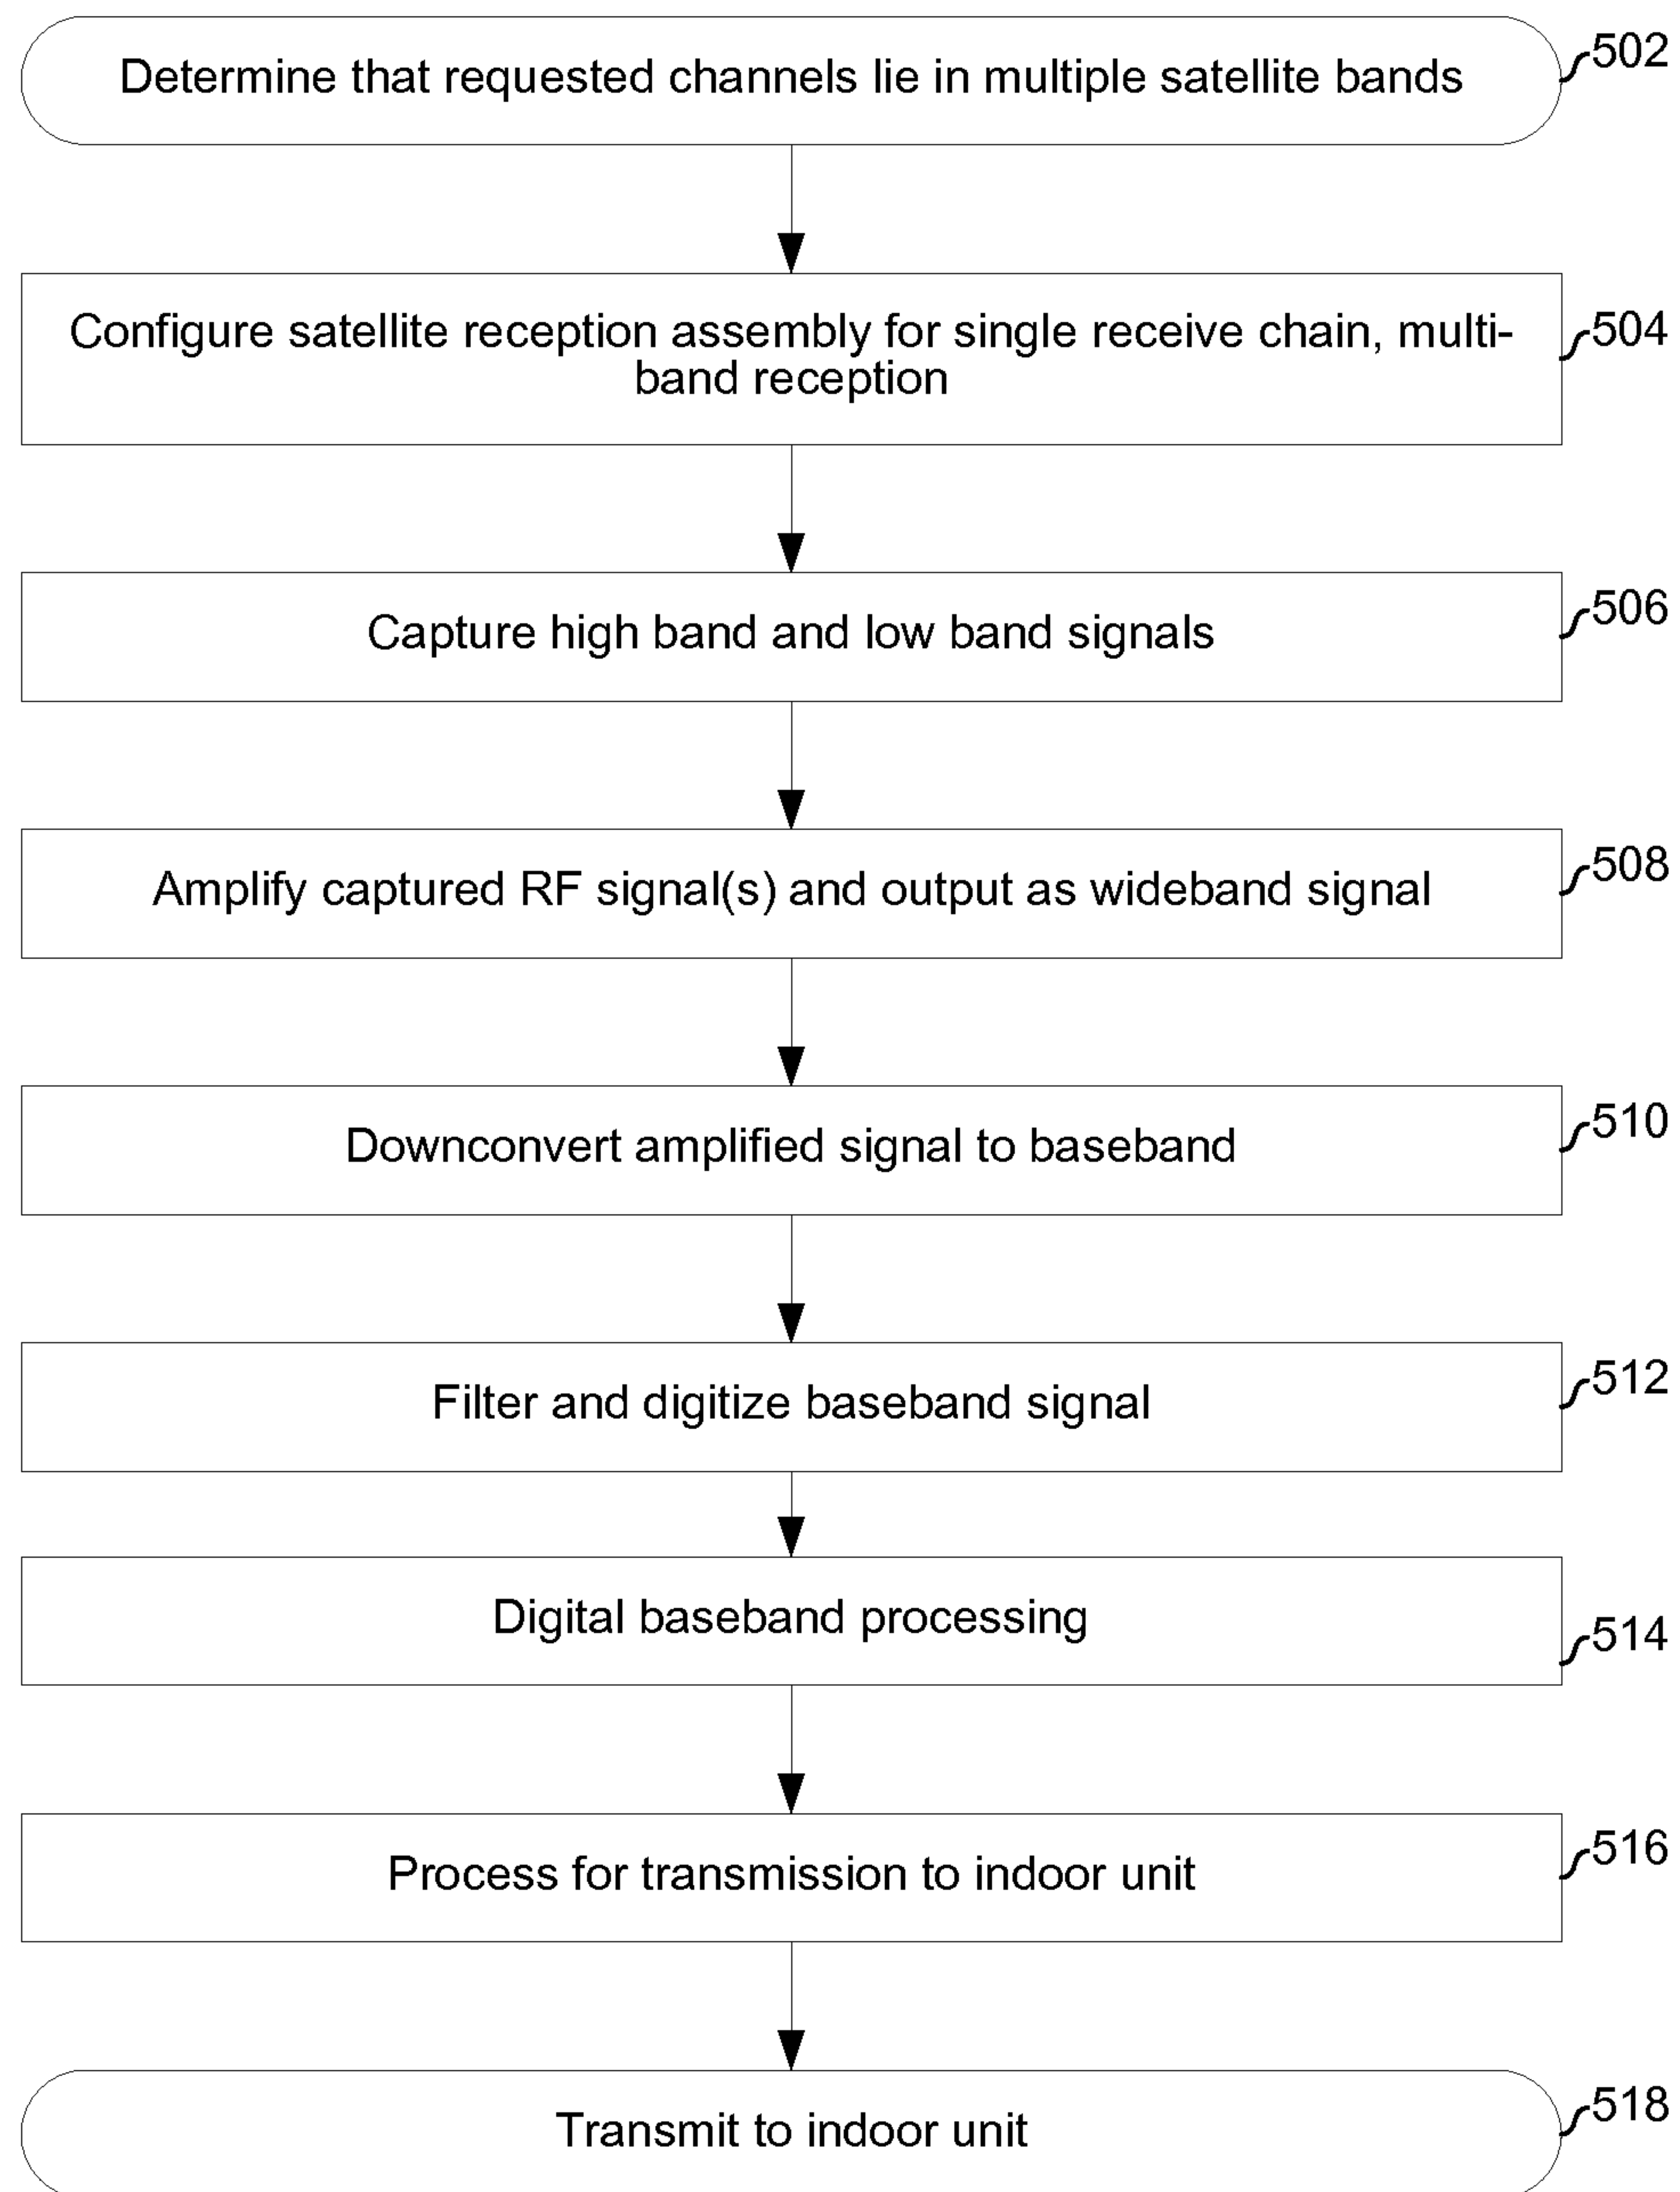 Determine that requested channels lie in multiple satellite bands
502
Configure satellite reception assembly for single receive chain, multi-
band reception
504
Capture high band and low band signals
506
Amplify captured RF signal(s) and output as wideband signal
508
Downconvert amplified signal to baseband
510
Filter and digitize baseband signal
512
Digital baseband processing
514
Process for transmission to indoor unit
516
Transmit to indoor unit
518